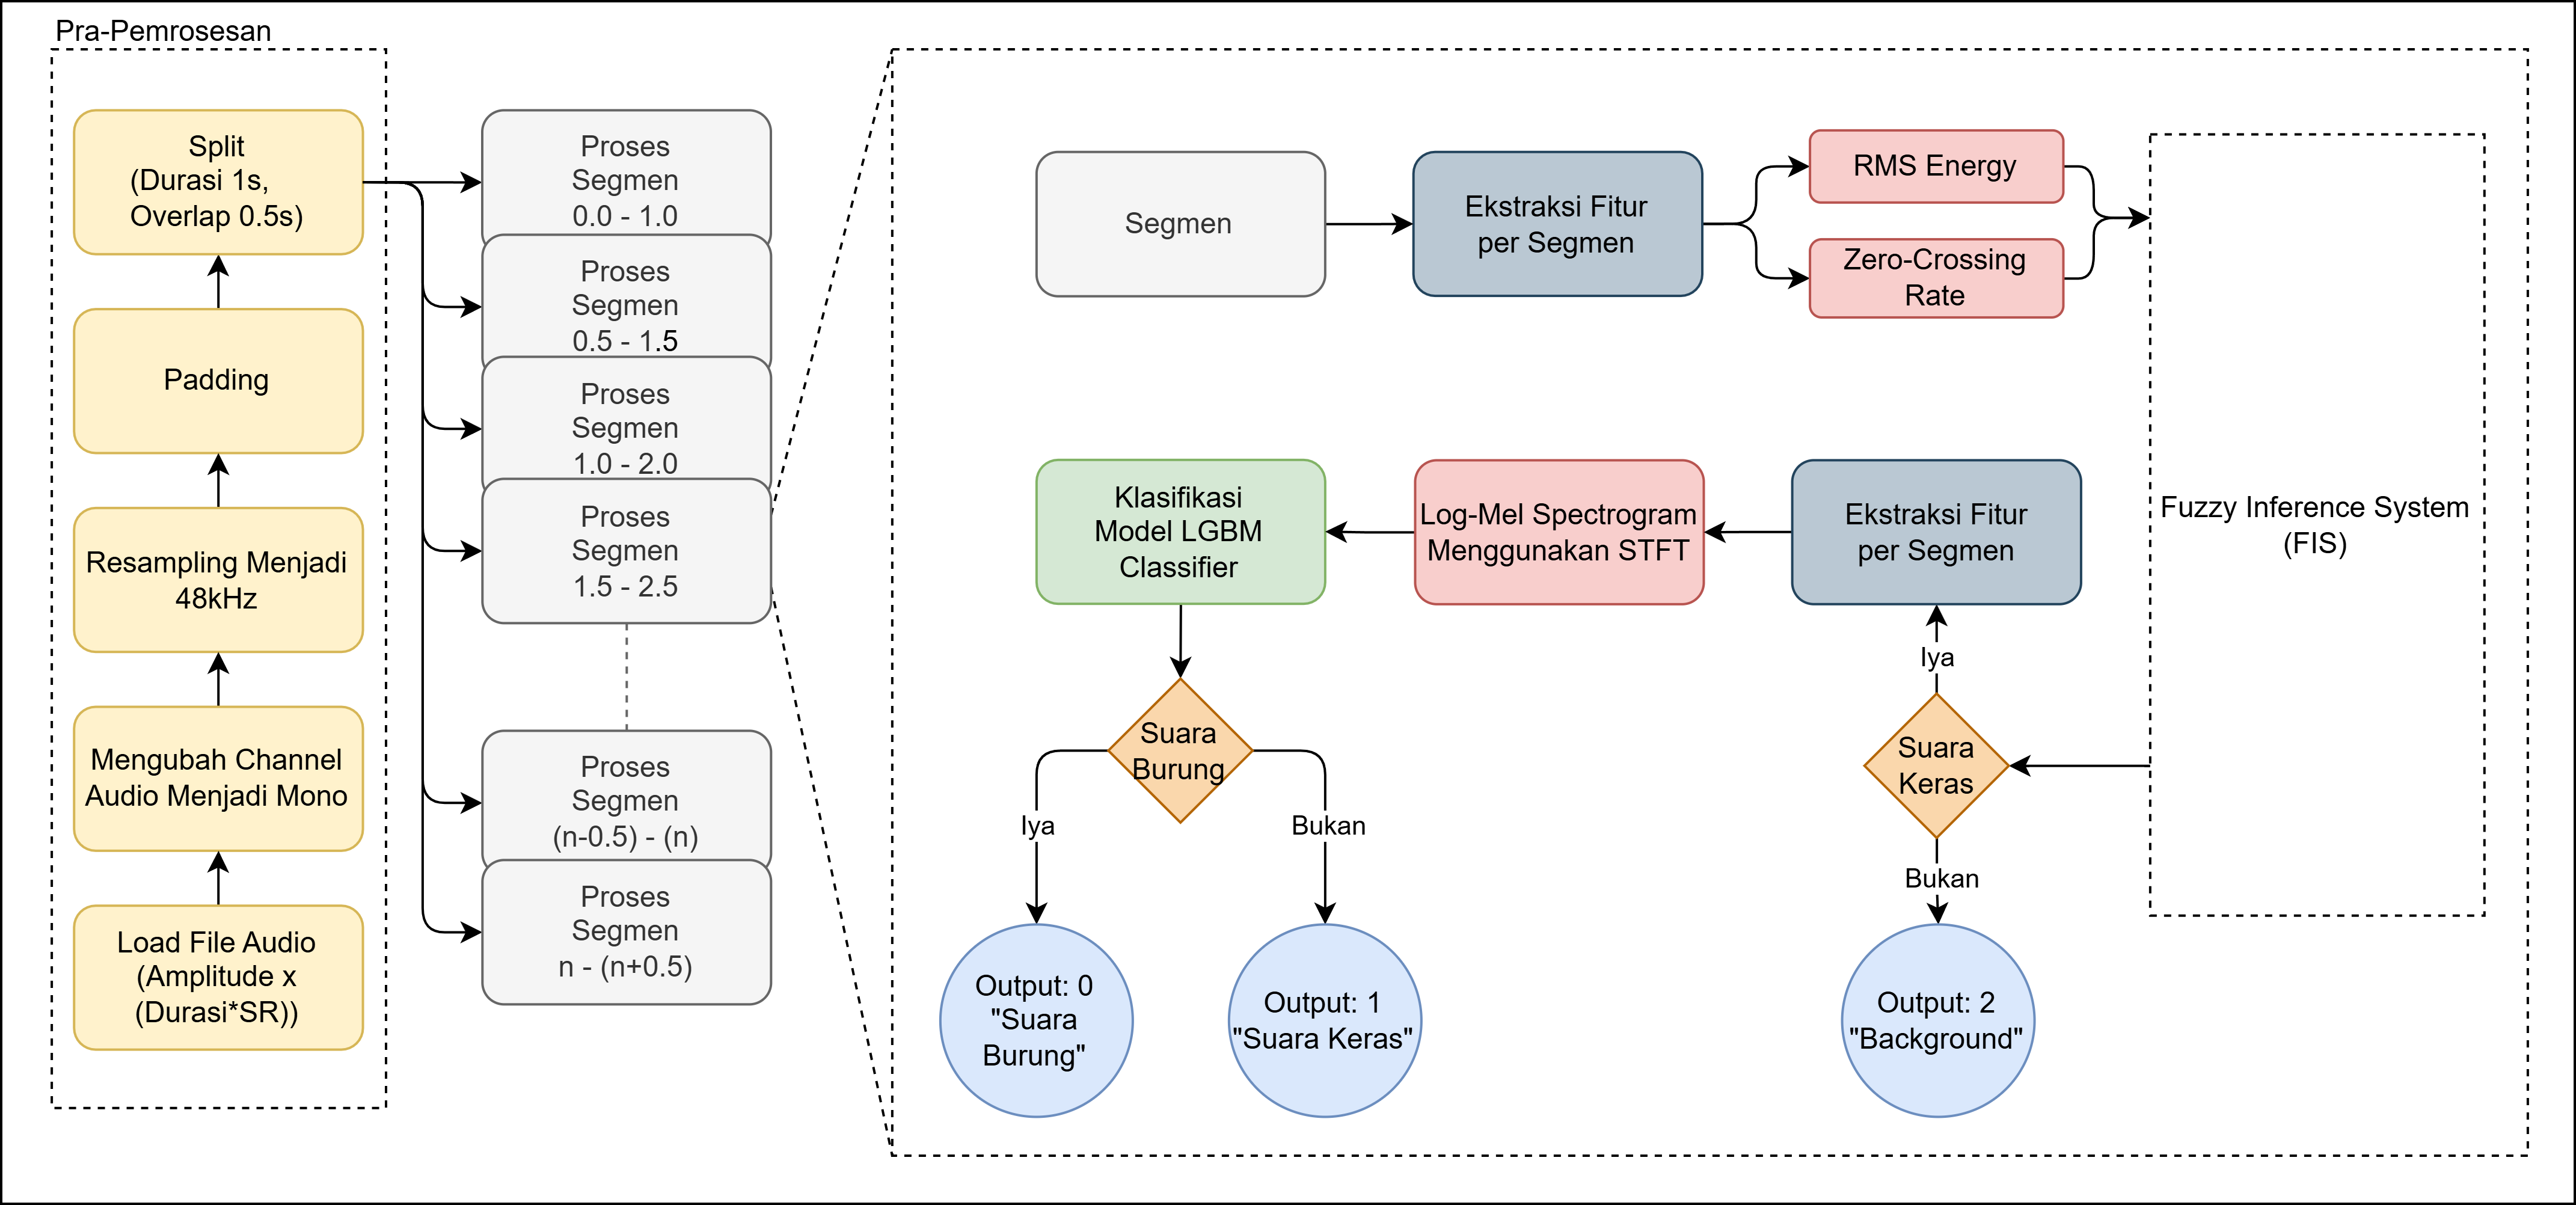 Pra-Pemrosesan
Split
(Durasi 1s,
Overlap 0.5s)
Padding
Resampling Menjadi
48kHz
Mengubah Channel
Audio Menjadi Mono
Load File Audio
(Amplitude x
(Durasi*SR))
Proses
Segmen
0.0 - 1.0
Proses
Segmen
0.5 - 1.5
Proses
Segmen
1.0 - 2.0
Proses
Segmen
1.5 - 2.5
Proses
Segmen
(n-0.5) - (n)
Proses
Segmen
n - (n+0.5)
Segmen
Ekstraksi Fitur
per Segmen
RMS Energy
Zero-Crossing
Rate
Fuzzy Inference System
(FIS)
Klasifikasi
Model LGBM
Classifier
Log-Mel Spectrogram
Menggunakan STFT
Ekstraksi Fitur
per Segmen
Iya
Suara
Keras
Bukan
Suara
Burung
Iya
Bukan
Output: 0
"Suara
Burung"
Output: 1
"Suara Keras"
Output: 2
"Background"